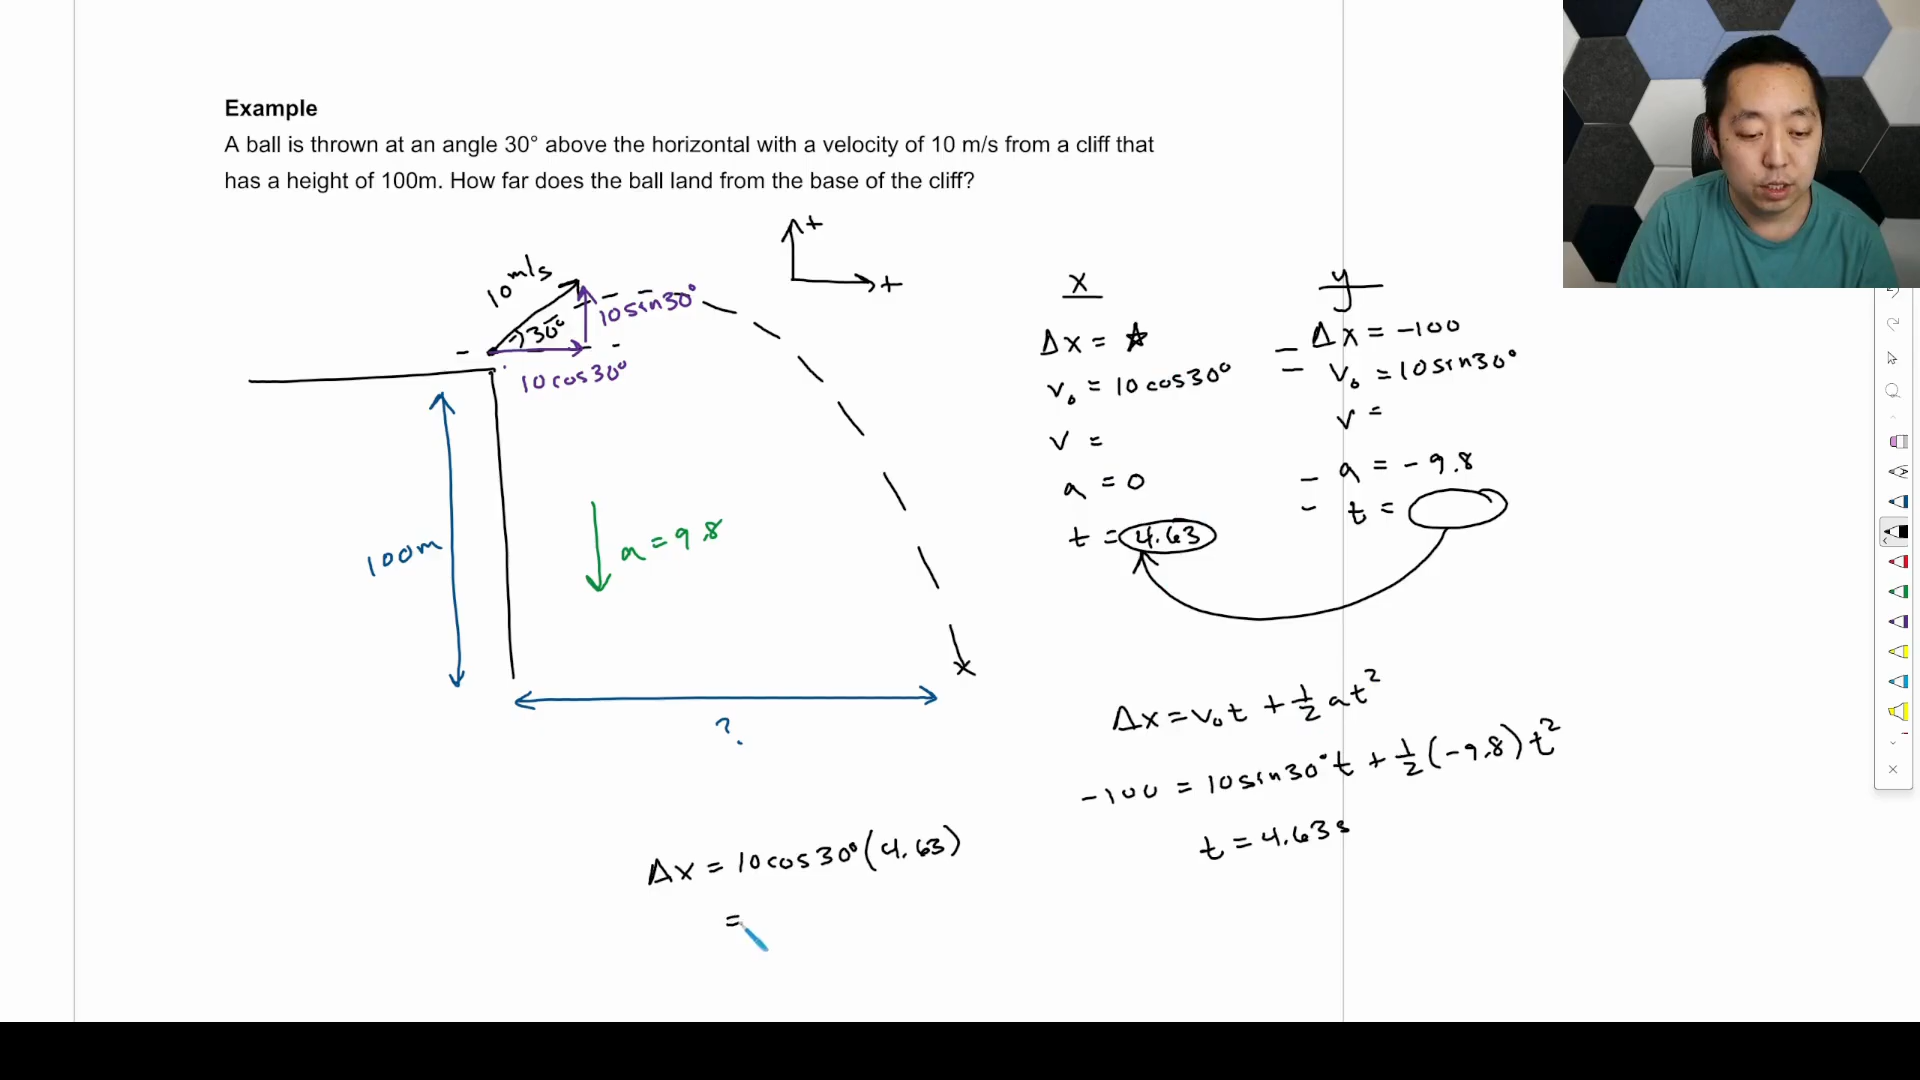 Example
A ball is thrown at an angle 30° above the horizontal with a velocity of 10 m/s from a cliff that
has a height of 100m. How far does the ball land from the base of the cliff?
+
+
10 m/s
30°
10sin30°
10cos30°
100m
a = 9.8
?
x
Δx = ☆
v₀ = 10cos30°
v =
a = 0
t = 4.63
y
Δx = -100
v₀ = 10sin30°
v =
a = -9.8
t =
Δx = v₀t + ½at²
-100 = 10sin30°t + ½(-9.8)t²
t = 4.63s
Δx = 10cos30°(4.63)
=